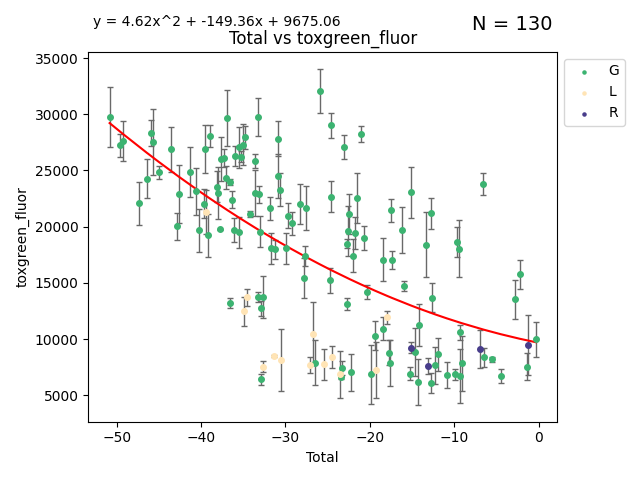 y = 4.62x^2 + -149.36x + 9675.06
N = 130
Total vs toxgreen_fluor
35000
30000
25000
20000
15000
10000
5000
toxgreen_fluor
−50
−40
−30
−20
−10
0
Total
G
L
R